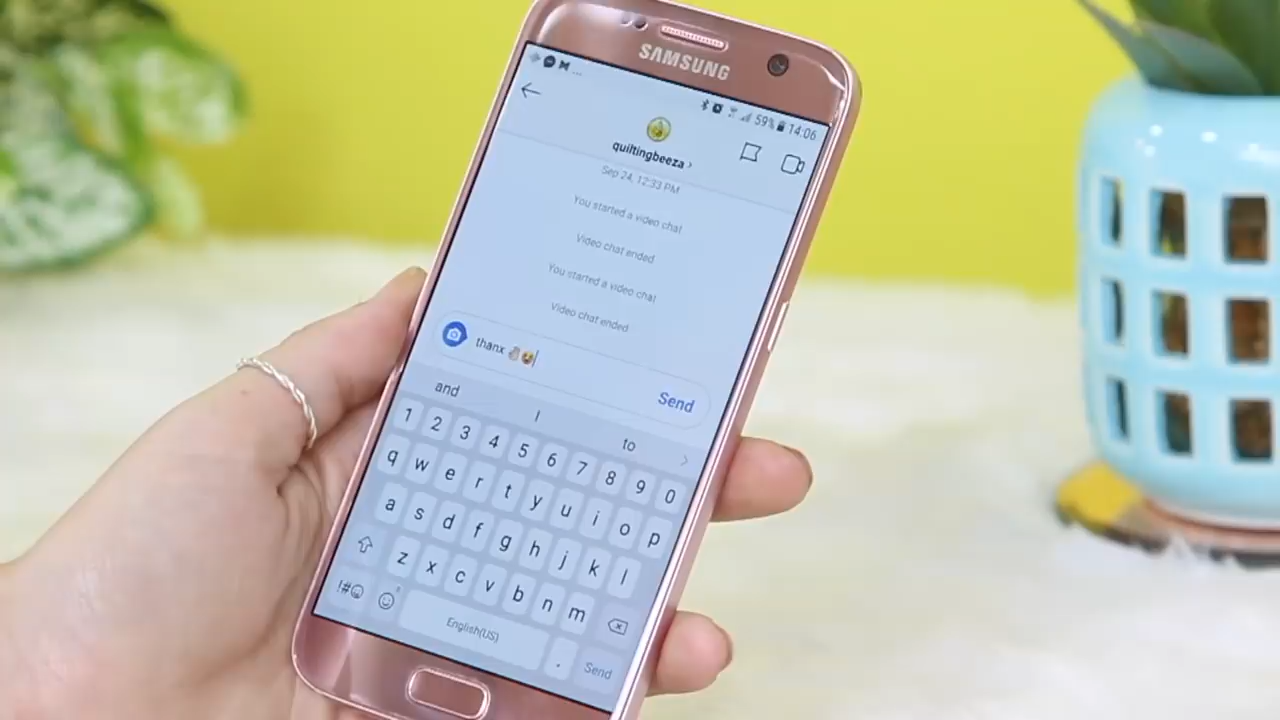 SAMSUNG
59% 14:06
quiltingbeeza
Sep 24, 12:33 PM
You started a video chat
Video chat ended
You started a video chat
Video chat ended
thanx
Send
and I to
1 2 3 4 5 6 7 8 9 0
q w e r t y u i o p
a s d f g h j k l
z x c v b n m
!#
English(US)
.
Send